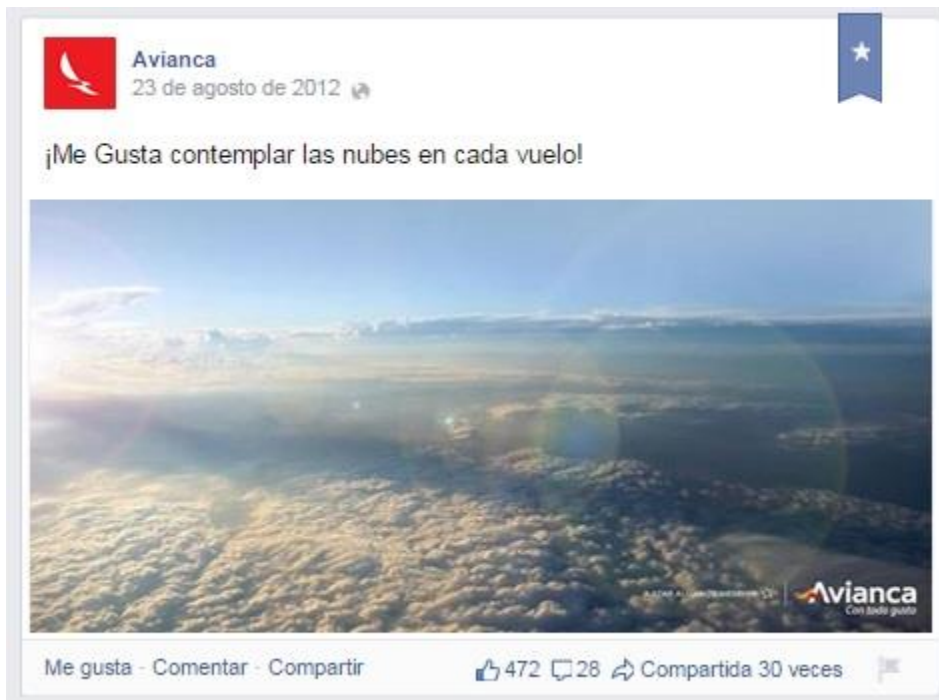 Avianca
23 de agosto de 2012
¡Me Gusta contemplar las nubes en cada vuelo!
Avianca
Con todo gusto
Me gusta · Comentar · Compartir 472 28 Compartida 30 veces